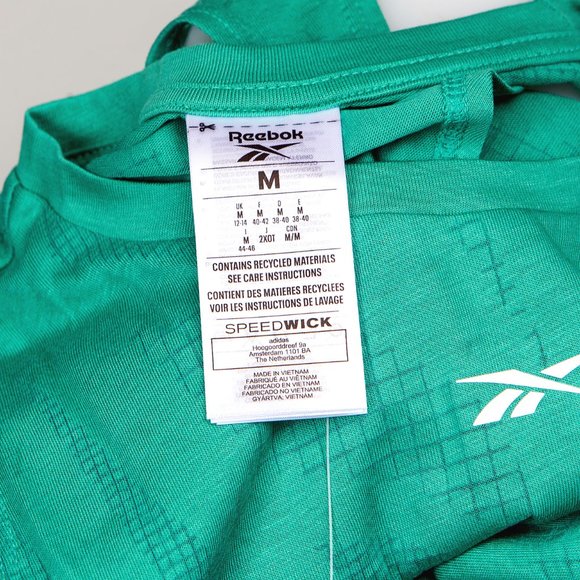 Reebok
M
UK F D E
M M M M
12-14 40-42 38-40 38-40
I J CDN
M 2XOT M/M
44-46
CONTAINS RECYCLED MATERIALS
SEE CARE INSTRUCTIONS
CONTIENT DES MATIERES RECYCLEES
VOIR LES INSTRUCTIONS DE LAVAGE
SPEEDWICK
adidas
Hoogoorddreef 9a
Amsterdam 1101 BA
The Netherlands
MADE IN VIETNAM
FABRIQUÉ AU VIÊTNAM
FABRICADO EN VIETNAM
FABRICADO NO VIETNAME
GYÁRTVA, VIETNAM